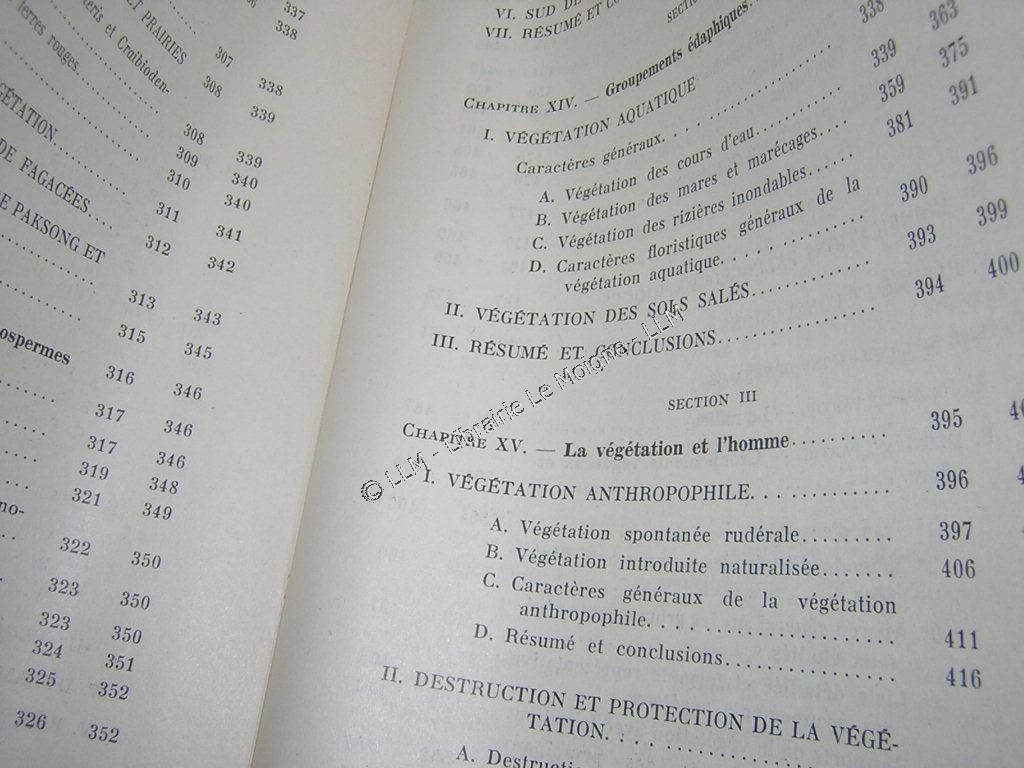 337
ET PRAIRIES 338
teris et Craibioden-
307
terres rouges 308 338
339
308
GÉTATION 309 339
310 340
DE FAGACÉES 311 340
341
DE PAKSONG ET 312 342
313 343
315 345
ospermes 316 346
317 346
317 346
319 348
321 349
no-
322 350
323 350
323 350
324 351
325 352
326 352
VI. SUD DE
VII. RÉSUMÉ ET CO
SECTIO
CHAPITRE XIV. — Groupements édaphiques. 338
I. VÉGÉTATION AQUATIQUE 363
Caractères généraux. 339 375
A. Végétation des cours d'eau. 359 391
B. Végétation des mares et marécages. 381
C. Végétation des rizières inondables. 396
D. Caractères floristiques généraux de la
végétation aquatique. 390 399
II. VÉGÉTATION DES SOLS SALÉS. 393 400
III. RÉSUMÉ ET CONCLUSIONS. 394
SECTION III
CHAPITRE XV. — La végétation et l'homme 395
I. VÉGÉTATION ANTHROPOPHILE. 396
A. Végétation spontanée rudérale. 397
B. Végétation introduite naturalisée. 406
C. Caractères généraux de la végétation
anthropophile. 411
D. Résumé et conclusions. 416
II. DESTRUCTION ET PROTECTION DE LA VÉGÉ-
TATION.
A. Destruction
© LLM - Librairie Le Moigne - LLM